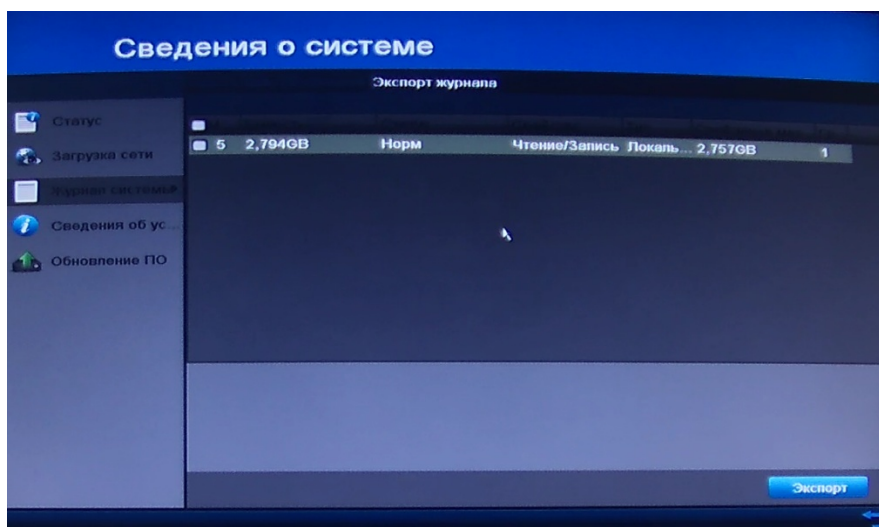 Сведения о системе
Экспорт журнала
Статус
Загрузка сети
Журнал системы
Сведения об ус...
Обновление ПО
5 2,794GB Норм Чтение/Запись Локаль... 2,757GB 1
Экспорт